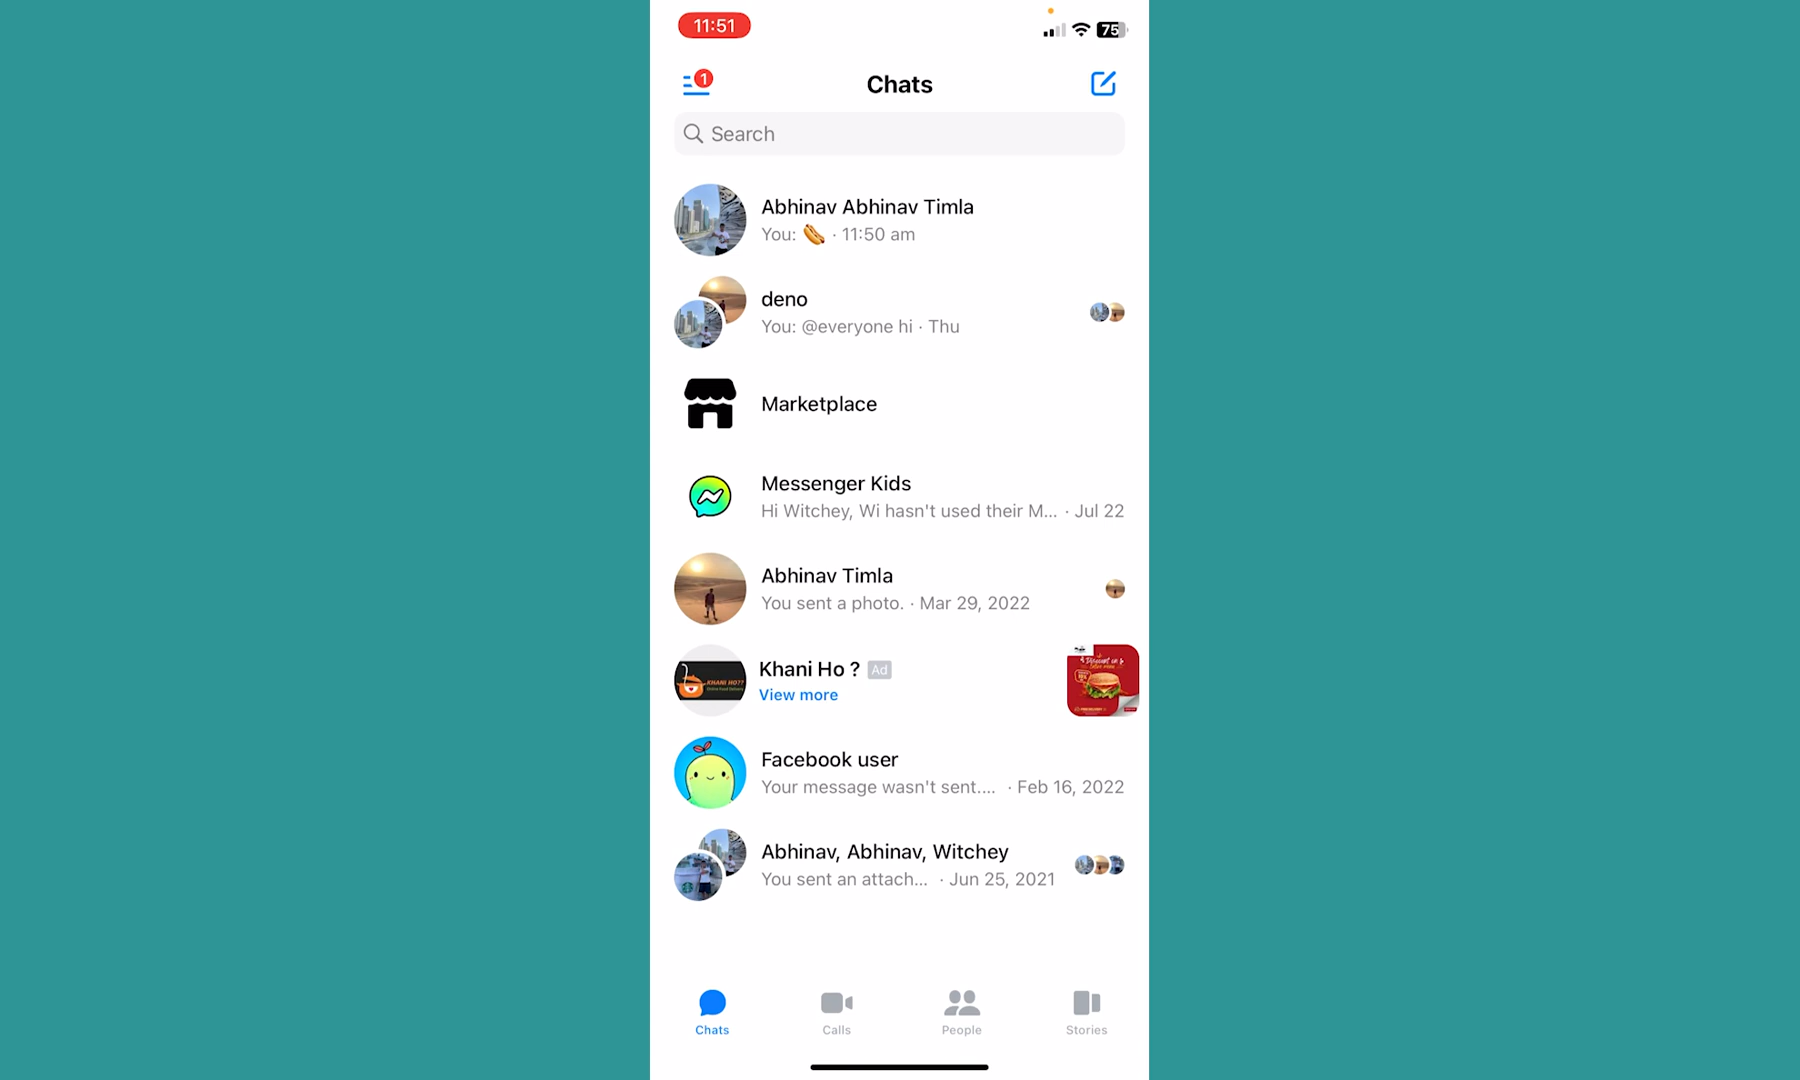 11:51
75
1
Chats
Search
Abhinav Abhinav Timla
You: 🌭 · 11:50 am
deno
You: @everyone hi · Thu
Marketplace
Messenger Kids
Hi Witchey, Wi hasn't used their M... · Jul 22
Abhinav Timla
You sent a photo. · Mar 29, 2022
KHANI HO??
Khani Ho ? Ad
View more
Facebook user
Your message wasn't sent.... · Feb 16, 2022
Abhinav, Abhinav, Witchey
You sent an attach... · Jun 25, 2021
Chats
Calls
People
Stories